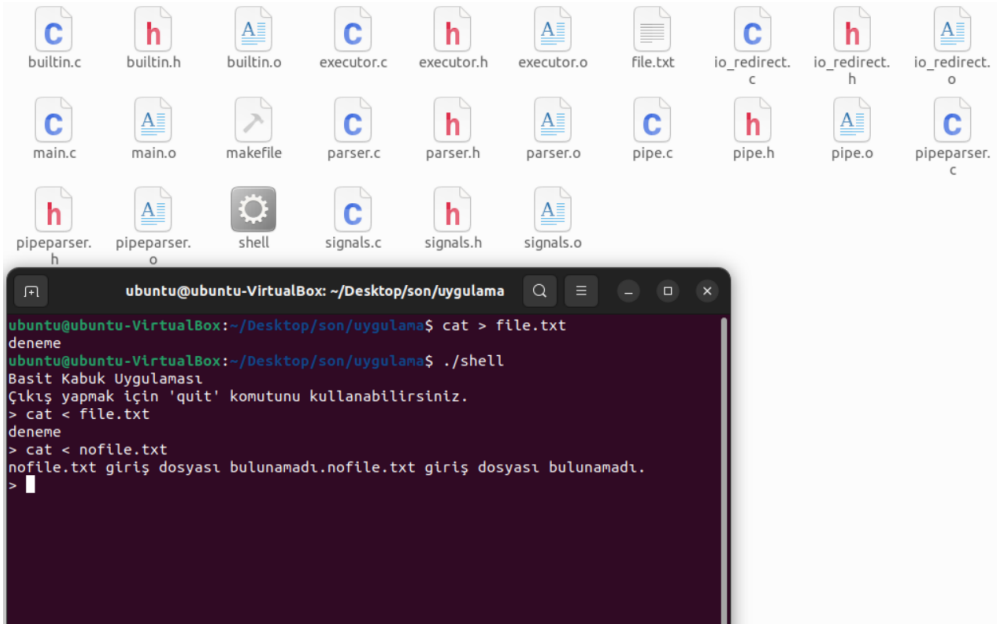 builtin.c
builtin.h
builtin.o
executor.c
executor.h
executor.o
file.txt
io_redirect.
c
io_redirect.
h
io_redirect.
o
main.c
main.o
makefile
parser.c
parser.h
parser.o
pipe.c
pipe.h
pipe.o
pipeparser.
c
pipeparser.
h
pipeparser.
o
shell
signals.c
signals.h
signals.o
ubuntu@ubuntu-VirtualBox: ~/Desktop/son/uygulama
ubuntu@ubuntu-VirtualBox:~/Desktop/son/uygulama$ cat > file.txt
deneme
ubuntu@ubuntu-VirtualBox:~/Desktop/son/uygulama$ ./shell
Basit Kabuk Uygulaması
Çıkış yapmak için 'quit' komutunu kullanabilirsiniz.
> cat < file.txt
deneme
> cat < nofile.txt
nofile.txt giriş dosyası bulunamadı.nofile.txt giriş dosyası bulunamadı.
>